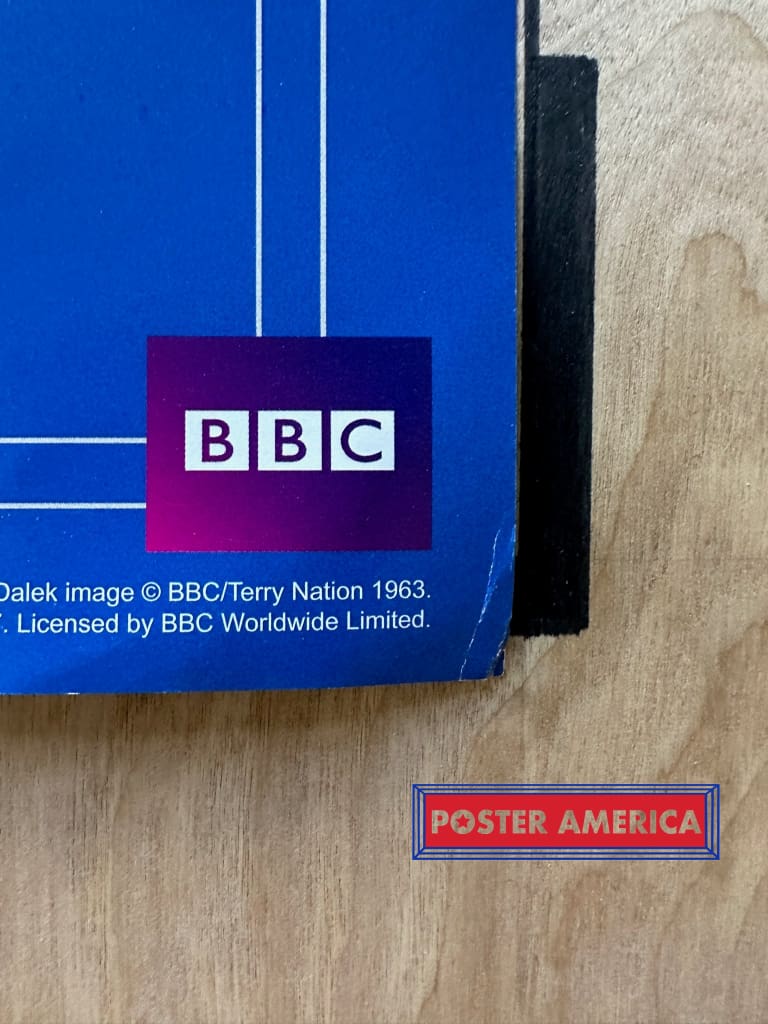 BBC
Dalek image © BBC/Terry Nation 1963.
. Licensed by BBC Worldwide Limited.
POSTER AMERICA